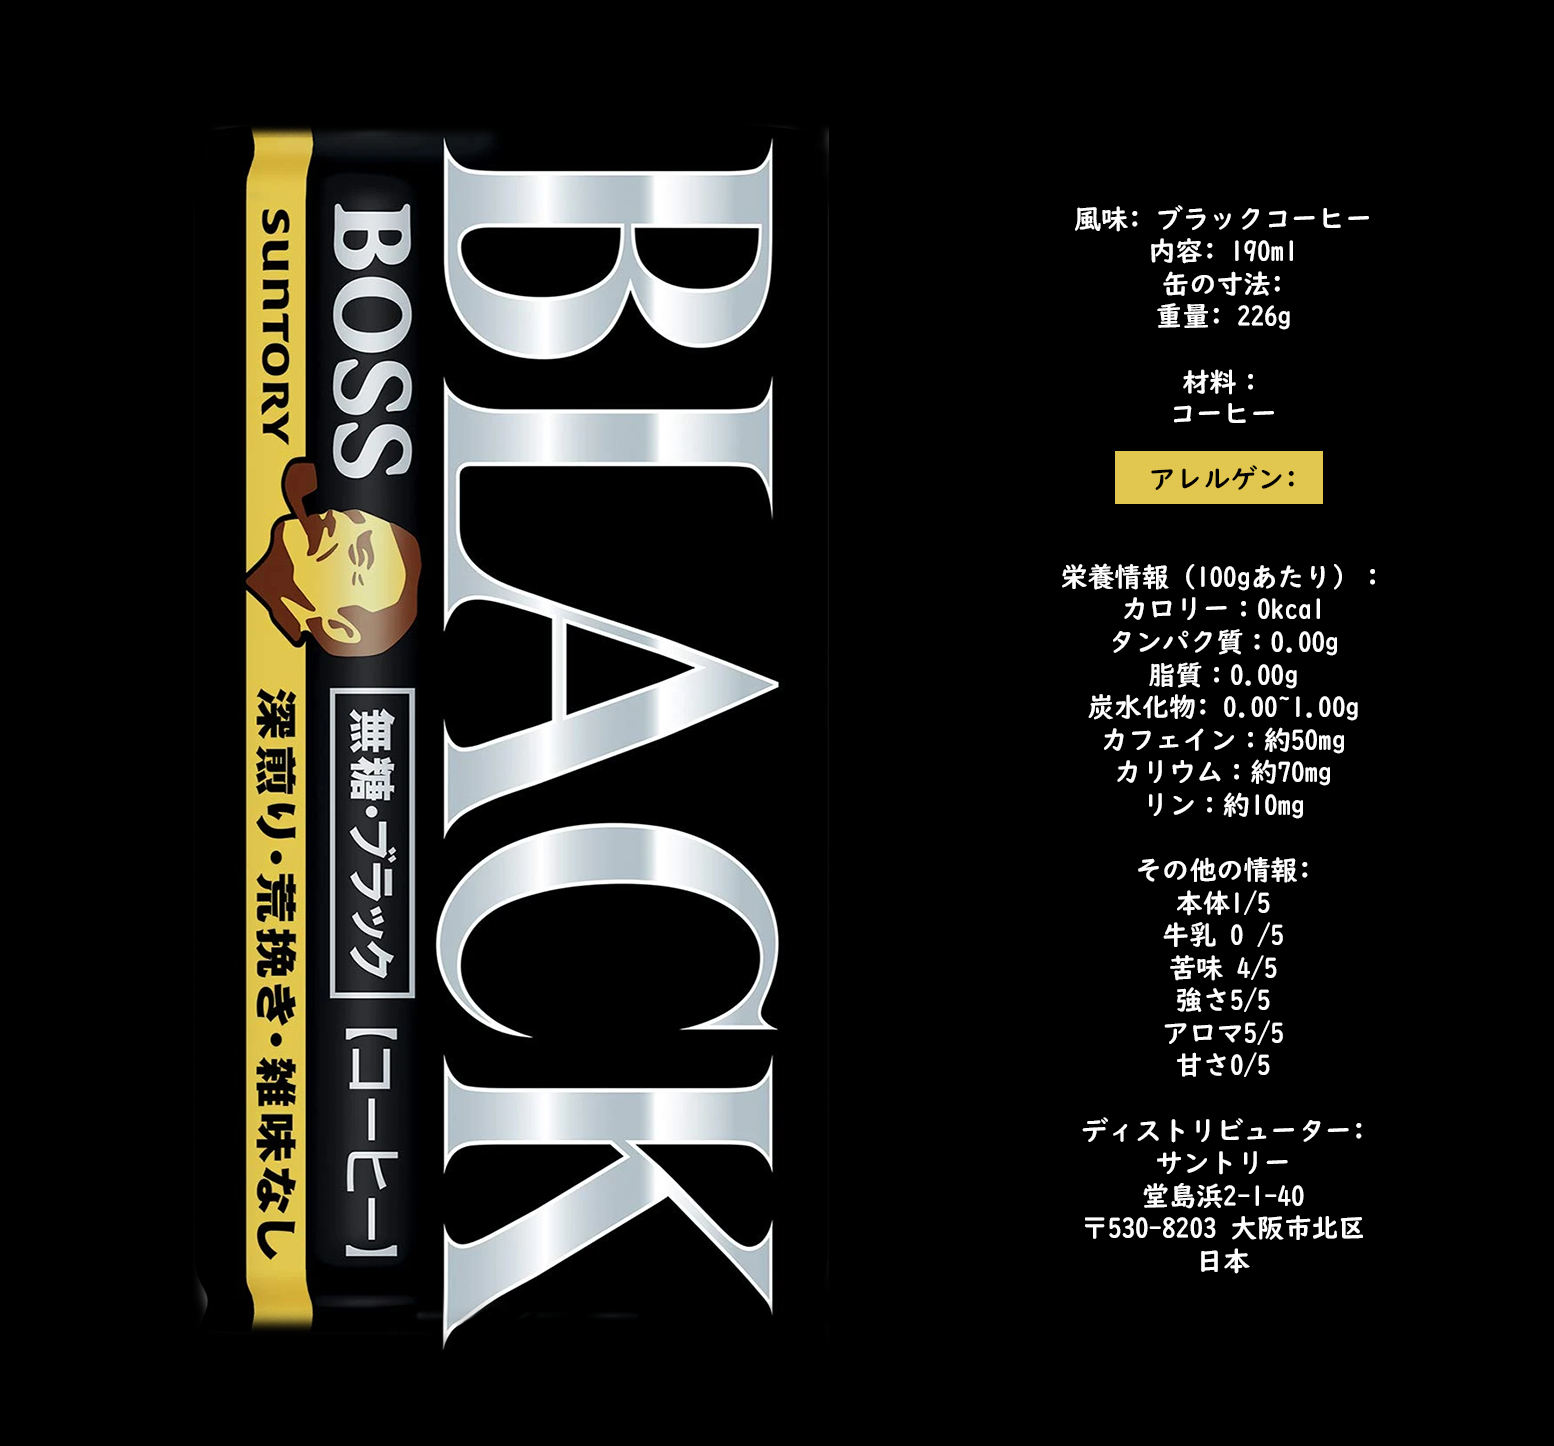 BLACK
BOSS
無糖・ブラック
【コーヒー】
SUNTORY
深煎り・荒挽き・雑味なし
風味: ブラックコーヒー
内容: 190ml
缶の寸法:
重量: 226g
材料：
コーヒー
アレルゲン:
栄養情報（100gあたり）：
カロリー：0kcal
タンパク質：0.00g
脂質：0.00g
炭水化物: 0.00~1.00g
カフェイン：約50mg
カリウム：約70mg
リン：約10mg
その他の情報:
本体1/5
牛乳 0 /5
苦味 4/5
強さ5/5
アロマ5/5
甘さ0/5
ディストリビューター:
サントリー
堂島浜2-1-40
〒530-8203 大阪市北区
日本